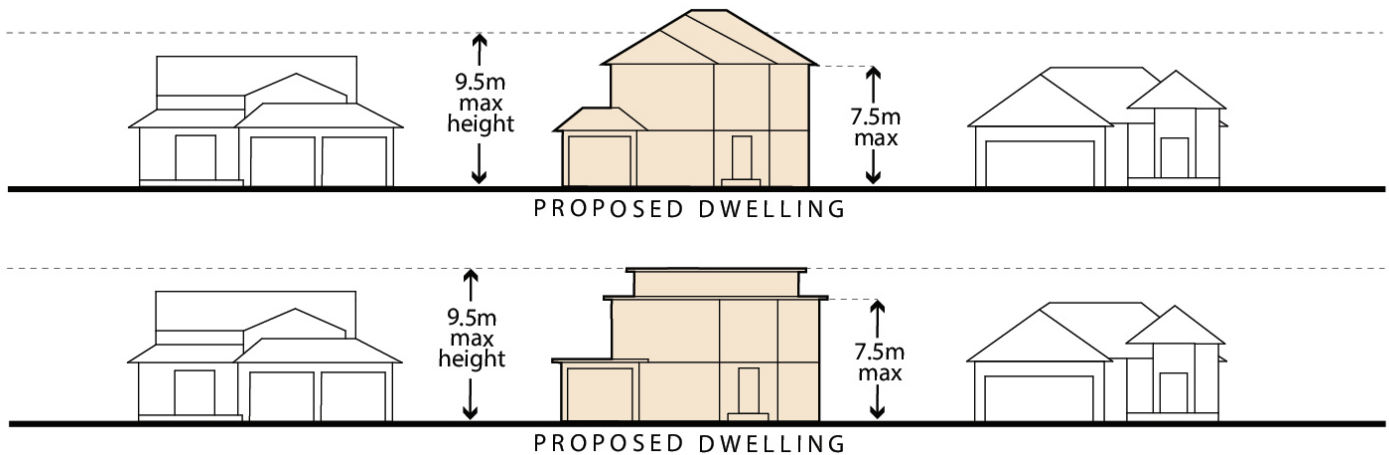 9.5m
max
height
7.5m
max
PROPOSED DWELLING
9.5m
max
height
7.5m
max
PROPOSED DWELLING